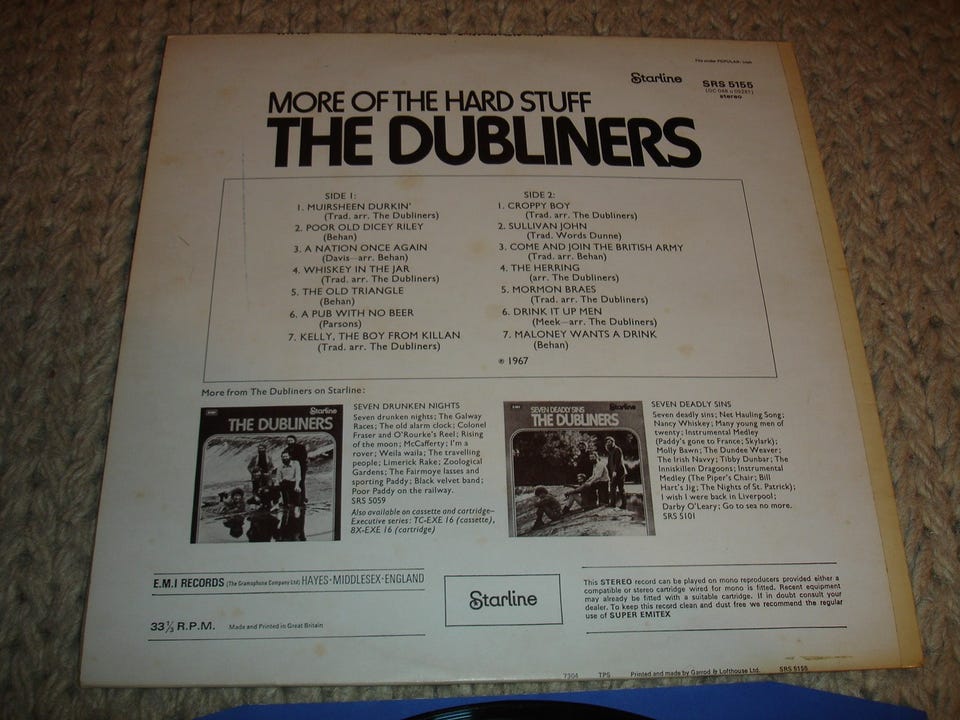 File under POPULAR: Irish
Starline
SRS 5155
stereo
MORE OF THE HARD STUFF
THE DUBLINERS
SIDE 1:
1. MUIRSHEEN DURKIN'
(Trad. arr. The Dubliners)
2. POOR OLD DICEY RILEY
(Behan)
3. A NATION ONCE AGAIN
(Davis—arr. Behan)
4. WHISKEY IN THE JAR
(Trad. arr. The Dubliners)
5. THE OLD TRIANGLE
(Behan)
6. A PUB WITH NO BEER
(Parsons)
7. KELLY, THE BOY FROM KILLAN
(Trad. arr. The Dubliners)
SIDE 2:
1. CROPPY BOY
(Trad. arr. The Dubliners)
2. SULLIVAN JOHN
(Trad. Words Dunne)
3. COME AND JOIN THE BRITISH ARMY
(Trad. arr. Behan)
4. THE HERRING
(arr. The Dubliners)
5. MORMON BRAES
(Trad. arr. The Dubliners)
6. DRINK IT UP MEN
(Meek—arr. The Dubliners)
7. MALONEY WANTS A DRINK
(Behan)
℗ 1967
More from The Dubliners on Starline:
Starline
THE DUBLINERS
SEVEN DRUNKEN NIGHTS
Seven drunken nights; The Galway
Races; The old alarm clock; Colonel
Fraser and O'Rourke's Reel; Rising
of the moon; McCafferty; I'm a
rover; Weila waila; The travelling
people; Limerick Rake; Zoological
Gardens; The Fairmoye lasses and
sporting Paddy; Black velvet band;
Poor Paddy on the railway.
SRS 5059
Also available on cassette and cartridge–
Executive series: TC-EXE 16 (cassette),
8X-EXE 16 (cartridge)
SEVEN DEADLY SINS
Starline
THE DUBLINERS
SEVEN DEADLY SINS
Seven deadly sins; Net Hauling Song;
Nancy Whiskey; Many young men of
twenty; Instrumental Medley
(Paddy's gone to France; Skylark);
Molly Bawn; The Dundee Weaver;
The Irish Navvy; Tibby Dunbar; The
Inniskillen Dragoons; Instrumental
Medley (The Piper's Chair; Bill
Hart's Jig; The Nights of St. Patrick);
I wish I were back in Liverpool;
Darby O'Leary; Go to sea no more.
SRS 5101
E.M.I RECORDS (The Gramophone Company Ltd) HAYES·MIDDLESEX·ENGLAND
33⅓ R.P.M. Made and Printed in Great Britain
Starline
This STEREO record can be played on mono reproducers provided either a
compatible or stereo cartridge wired for mono is fitted. Recent equipment
may already be fitted with a suitable cartridge. If in doubt consult your
dealer. To keep this record clean and dust free we recommend the regular
use of SUPER EMITEX
7304 TPS Printed and made by Garrod & Lofthouse Ltd. SRS 5155